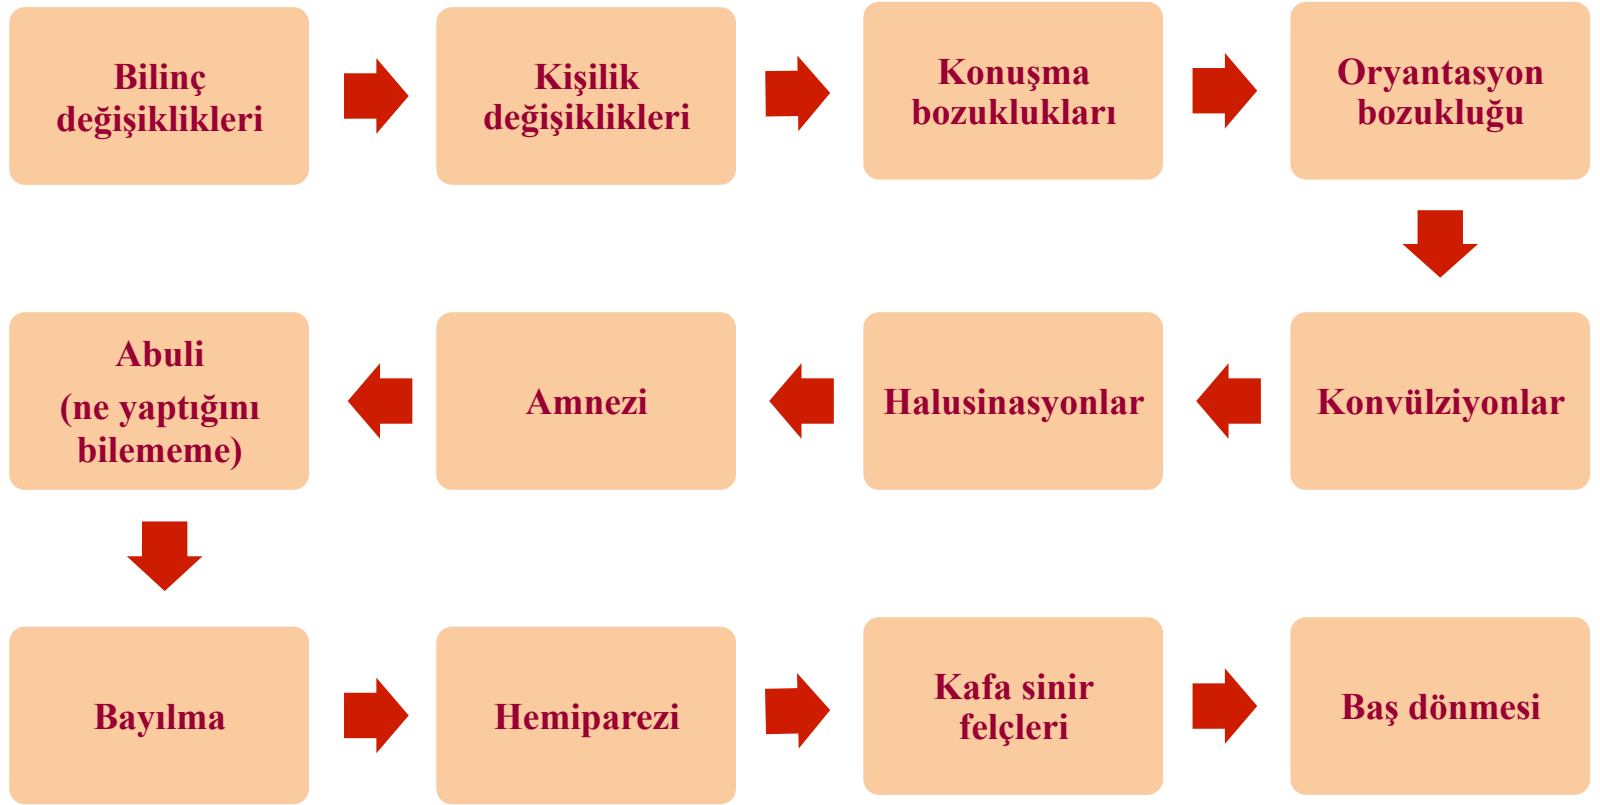 Bilinç
değişiklikleri
Kişilik
değişiklikleri
Konuşma
bozuklukları
Oryantasyon
bozukluğu
Konvülziyonlar
Halusinasyonlar
Amnezi
Abuli
(ne yaptığını
bilememe)
Bayılma
Hemiparezi
Kafa sinir
felçleri
Baş dönmesi